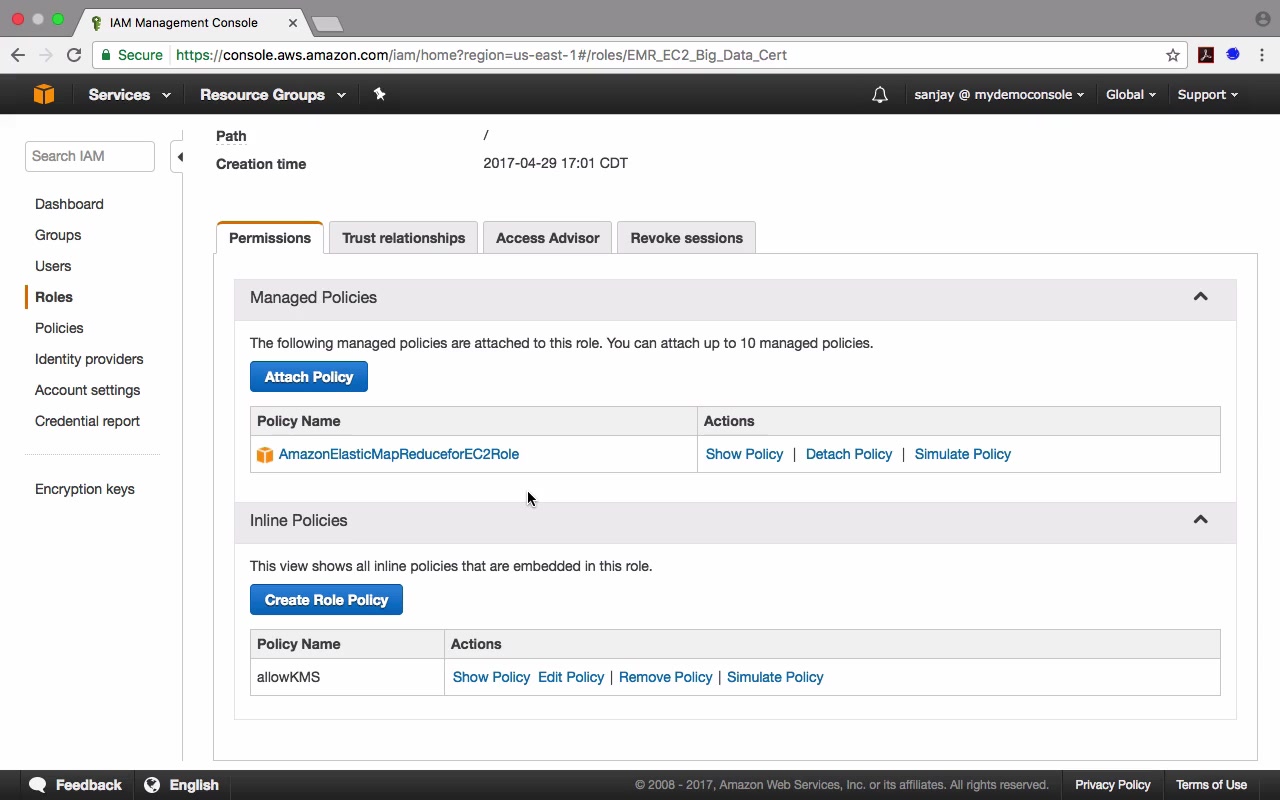 IAM Management Console
Secure https://console.aws.amazon.com/iam/home?region=us-east-1#/roles/EMR_EC2_Big_Data_Cert
Services Resource Groups sanjay @ mydemoconsole Global Support
Search IAM
Dashboard
Groups
Users
Roles
Policies
Identity providers
Account settings
Credential report
Encryption keys
Path /
Creation time 2017-04-29 17:01 CDT
Permissions Trust relationships Access Advisor Revoke sessions
Managed Policies
The following managed policies are attached to this role. You can attach up to 10 managed policies.
Attach Policy
Policy Name Actions
AmazonElasticMapReduceforEC2Role Show Policy | Detach Policy | Simulate Policy
Inline Policies
This view shows all inline policies that are embedded in this role.
Create Role Policy
Policy Name Actions
allowKMS Show Policy Edit Policy | Remove Policy | Simulate Policy
Feedback English © 2008 - 2017, Amazon Web Services, Inc. or its affiliates. All rights reserved. Privacy Policy Terms of Use